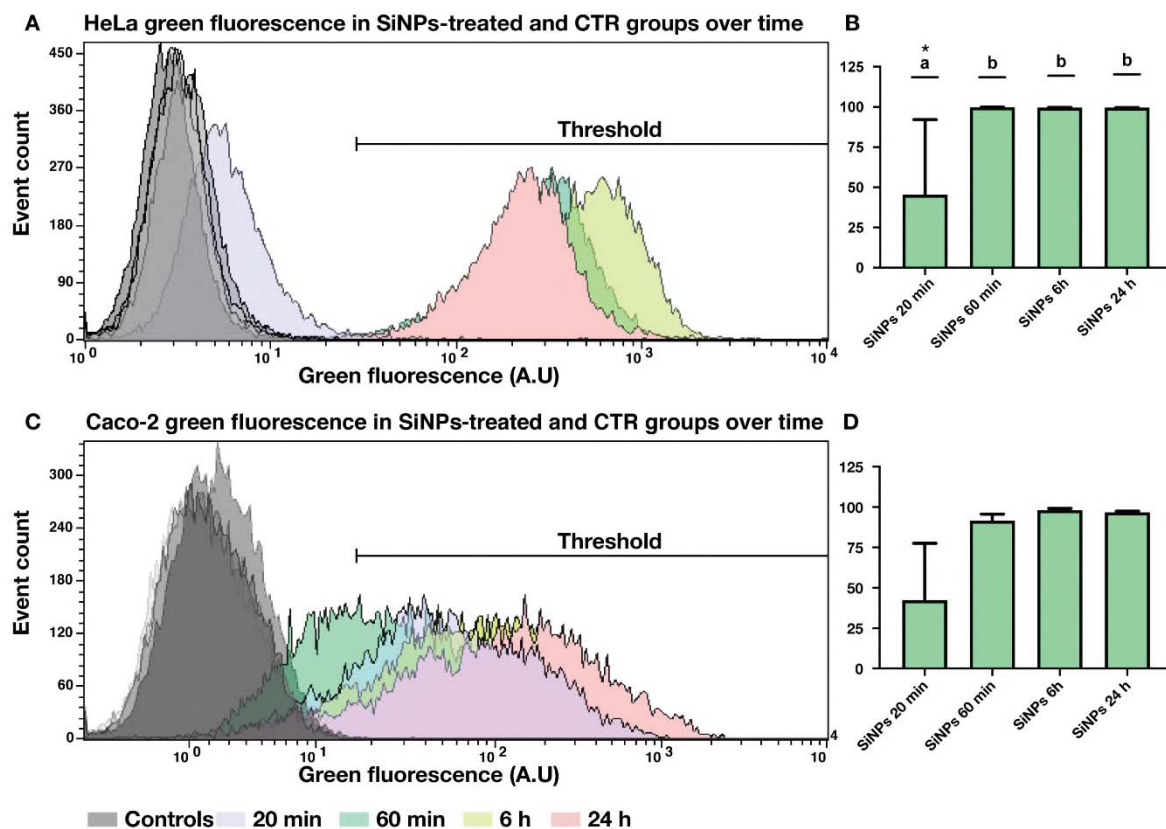 A HeLa green fluorescence in SiNPs-treated and CTR groups over time
450
360
270
180
90
0
Event count
Threshold
10^0 10^1 10^2 10^3 10^4
Green fluorescence (A.U)
B
* 
a b b b
125
100
75
50
25
0
SiNPs 20 min
SiNPs 60 min
SiNPs 6h
SiNPs 24 h
C Caco-2 green fluorescence in SiNPs-treated and CTR groups over time
300
240
180
120
60
0
Event count
Threshold
10^0 10^1 10^2 10^3 4
Green fluorescence (A.U)
D
125
100
75
50
25
0
SiNPs 20 min
SiNPs 60 min
SiNPs 6h
SiNPs 24 h
Controls 20 min 60 min 6 h 24 h